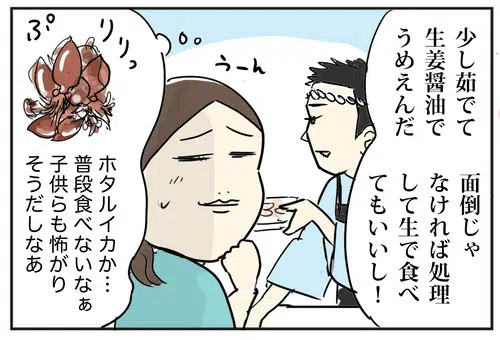 少し茹でて
生姜醤油で
うめえんだ
面倒じゃ
なければ処理
して生で食べ
てもいいし！
うーん
ぷりりっ
ホタルイカか…
普段食べないなぁ
子供らも怖がり
そうだしなあ